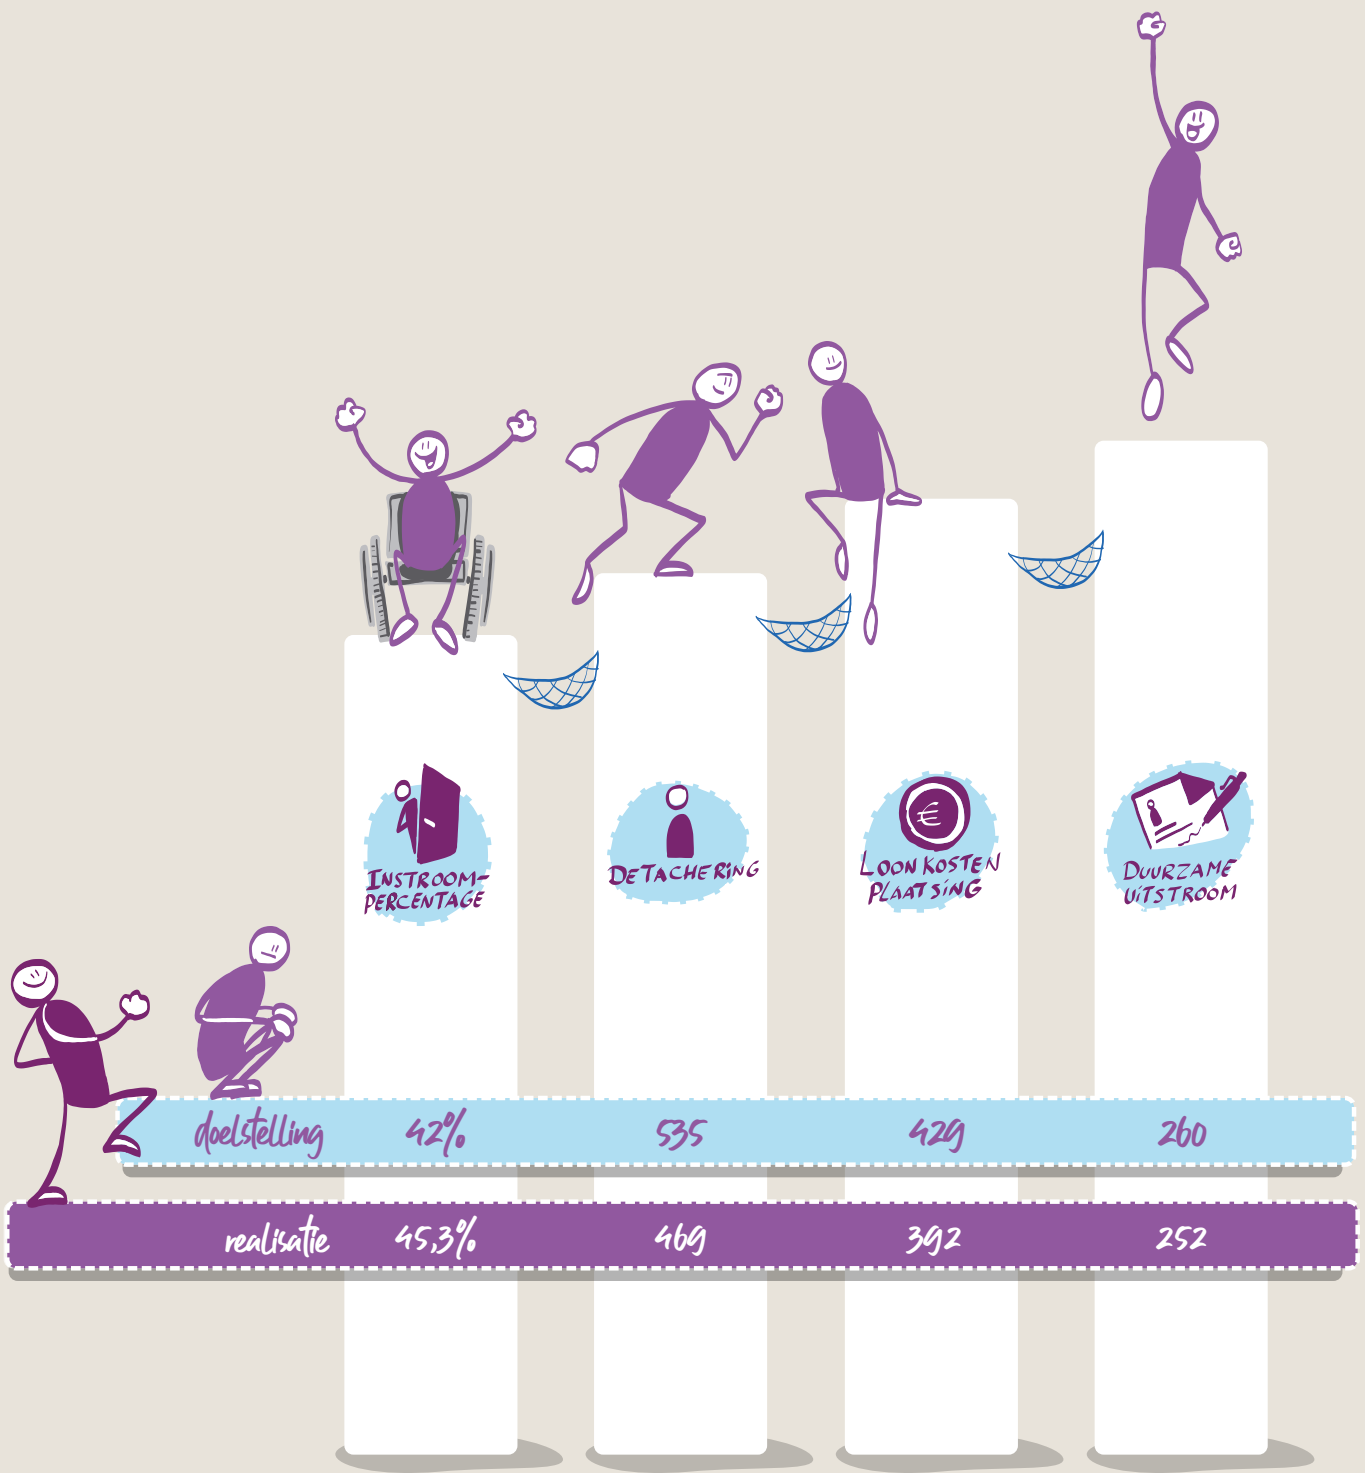 INSTROOM-
PERCENTAGE
DETACHERING
LOONKOSTEN
PLAATSING
DUURZAME
UITSTROOM
doelstelling 42% 535 429 260
realisatie 45,3% 469 392 252